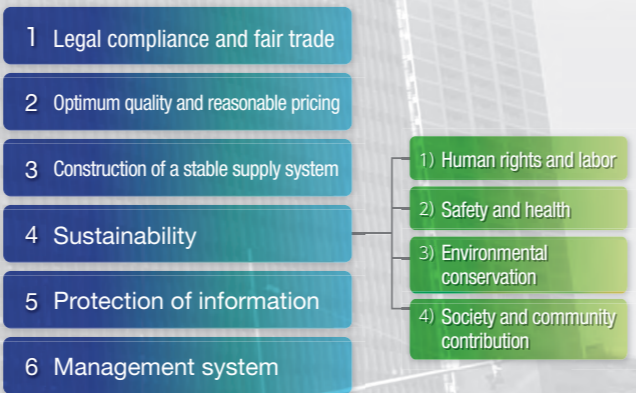 1 Legal compliance and fair trade
2 Optimum quality and reasonable pricing
3 Construction of a stable supply system
4 Sustainability
5 Protection of information
6 Management system
1) Human rights and labor
2) Safety and health
3) Environmental
conservation
4) Society and community
contribution